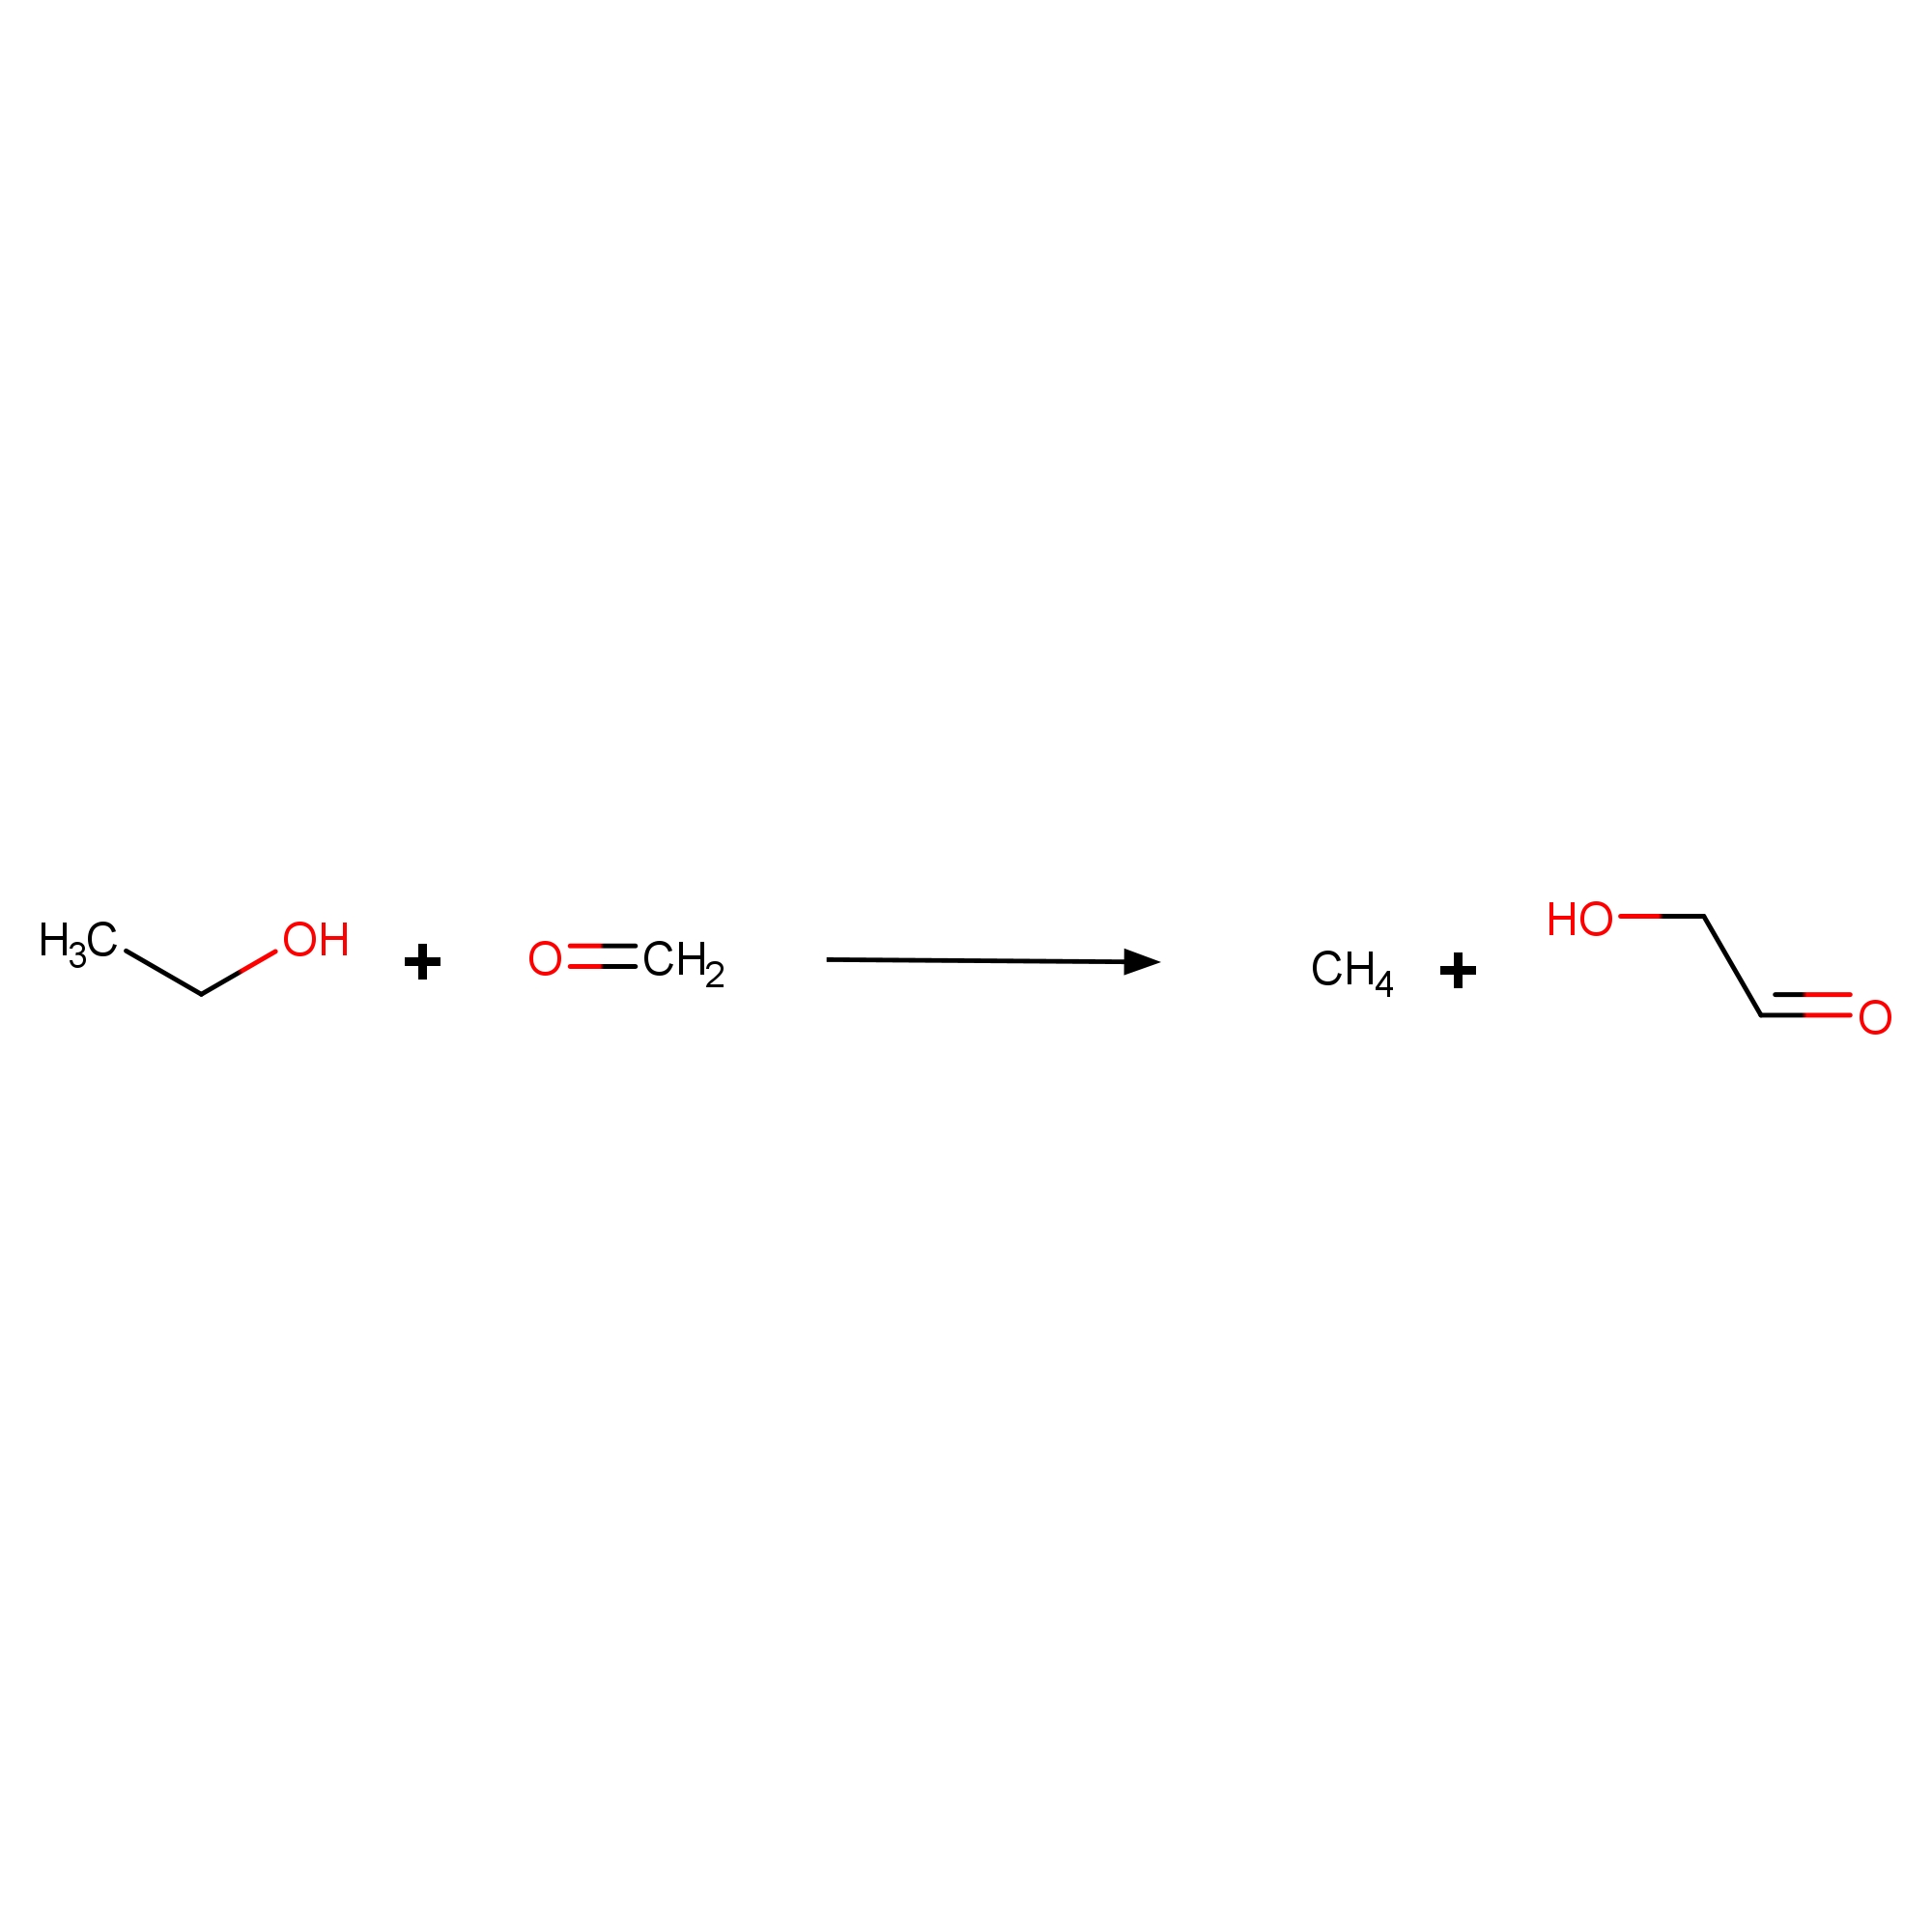 H3C OH + O CH2 CH4 + HO O